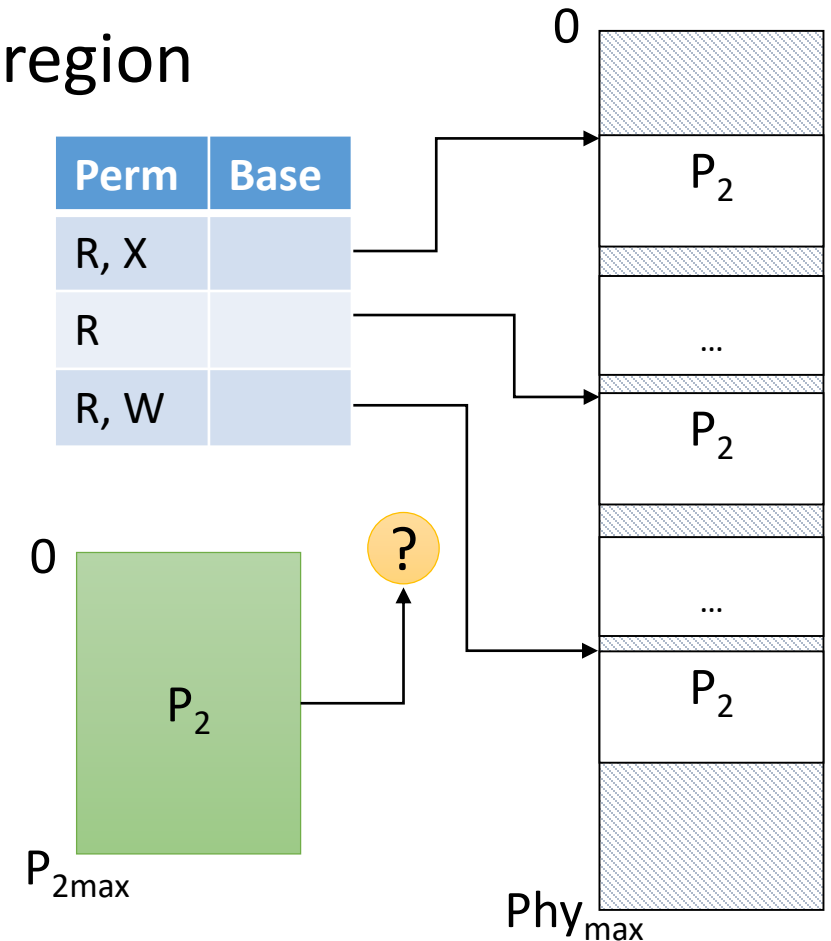 region
Perm Base
R, X
R
R, W
0
P₂
P₂ₘₐₓ
?
0
P₂
...
P₂
...
P₂
Phyₘₐₓ